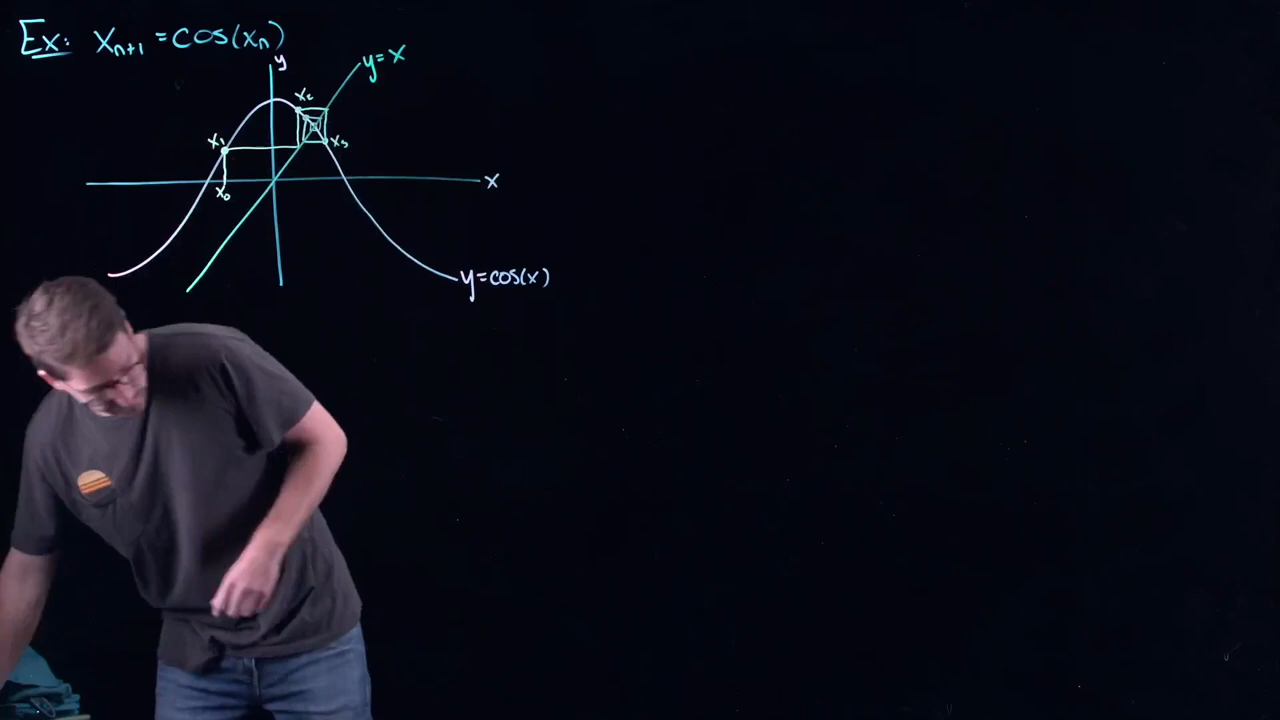 Ex: xₙ₊₁ = cos(xₙ)
y
y=x
x₂
x₁
x₃
x₀
x
y=cos(x)